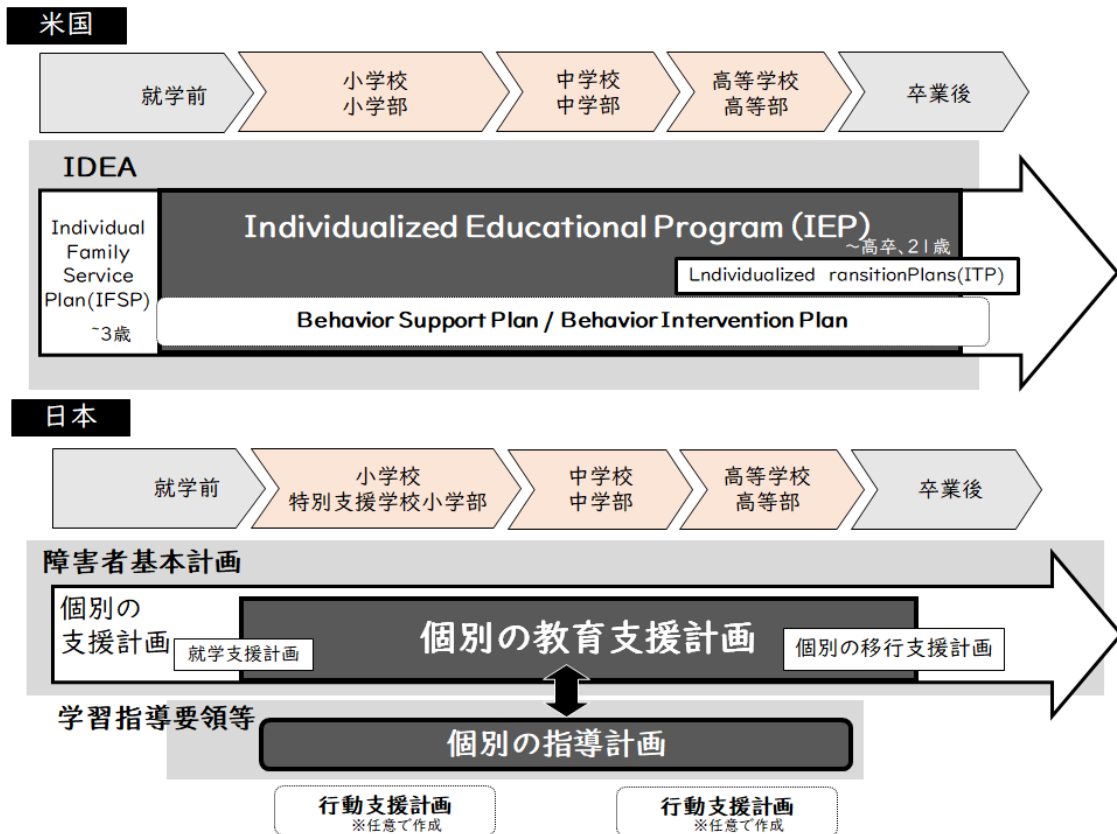 米国
就学前
小学校
小学部
中学校
中学部
高等学校
高等部
卒業後
IDEA
Individual
Family
Service
Plan(IFSP)
~3歳
Individualized Educational Program (IEP)
~高卒、21歳
Lndividualized ransitionPlans(ITP)
Behavior Support Plan / Behavior Intervention Plan
日本
就学前
小学校
特別支援学校小学部
中学校
中学部
高等学校
高等部
卒業後
障害者基本計画
個別の
支援計画
就学支援計画
個別の教育支援計画
個別の移行支援計画
学習指導要領等
個別の指導計画
行動支援計画
※任意で作成
行動支援計画
※任意で作成